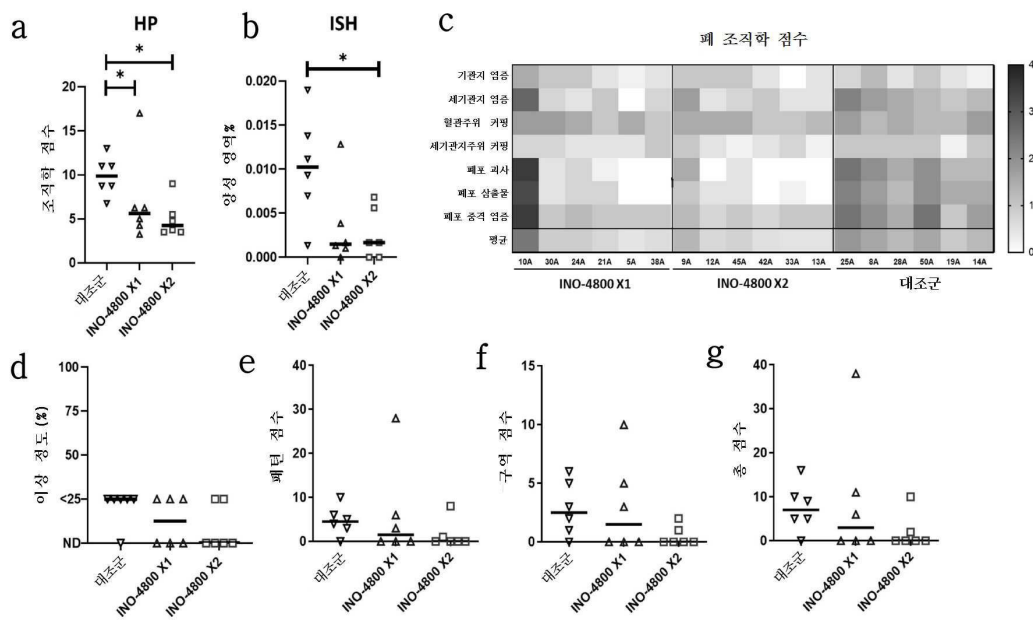 a
HP
*
*
조직학 점수
20
15
10
5
0
대조군
INO-4800 X1
INO-4800 X2
b
ISH
*
양성 영역%
0.020
0.015
0.010
0.005
0.000
대조군
INO-4800 X1
INO-4800 X2
c
폐 조직학 점수
기관지 염증
세기관지 염증
혈관주위 커핑
세기관지주위 커핑
폐포 괴사
폐포 삼출물
폐포 중격 염증
평균
10A 30A 24A 21A 5A 38A 9A 12A 45A 42A 33A 13A 25A 8A 28A 50A 19A 14A
INO-4800 X1 INO-4800 X2 대조군
4
3
2
1
0
d
이상 정도(%)
100
75
50
<25
ND
대조군
INO-4800 X1
INO-4800 X2
e
패턴 점수
40
30
20
10
0
대조군
INO-4800 X1
INO-4800 X2
f
구역 점수
15
10
5
0
대조군
INO-4800 X1
INO-4800 X2
g
총 점수
40
30
20
10
0
대조군
INO-4800 X1
INO-4800 X2